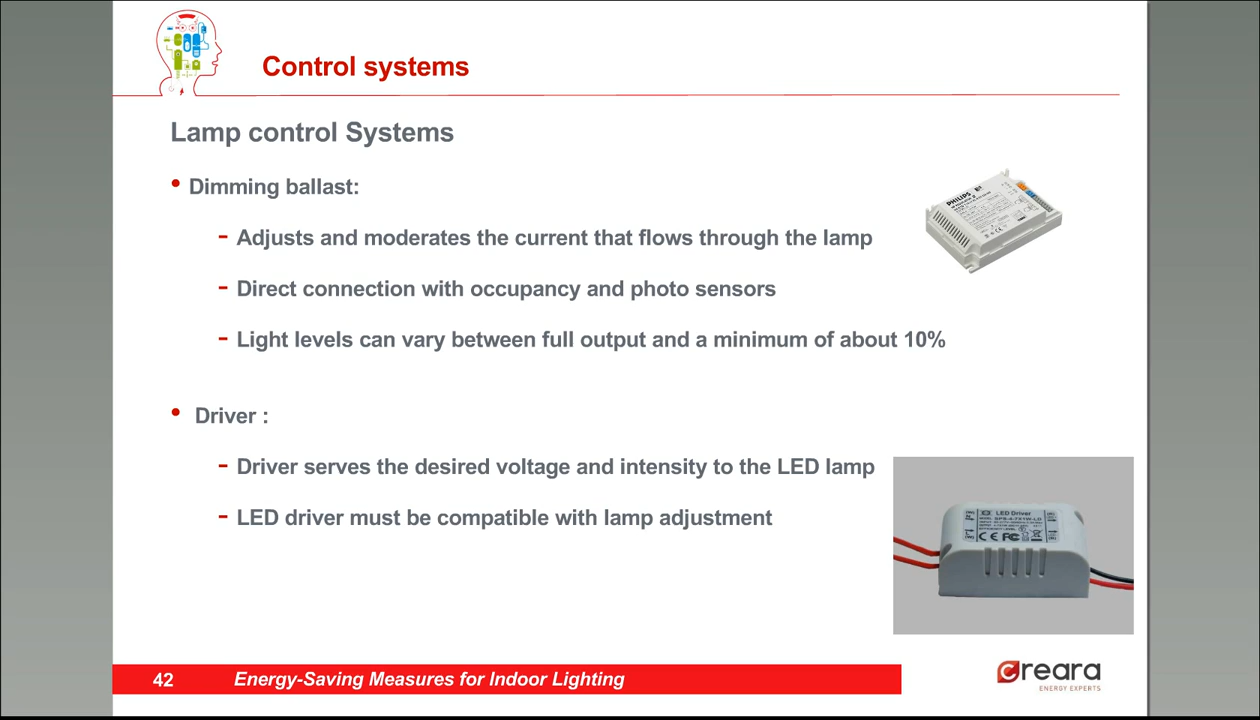 Control systems
Lamp control Systems
• Dimming ballast:
- Adjusts and moderates the current that flows through the lamp
PHILIPS
- Direct connection with occupancy and photo sensors
- Light levels can vary between full output and a minimum of about 10%
• Driver :
- Driver serves the desired voltage and intensity to the LED lamp
- LED driver must be compatible with lamp adjustment
LED Driver
CE FC
42 Energy-Saving Measures for Indoor Lighting
creara
ENERGY EXPERTS